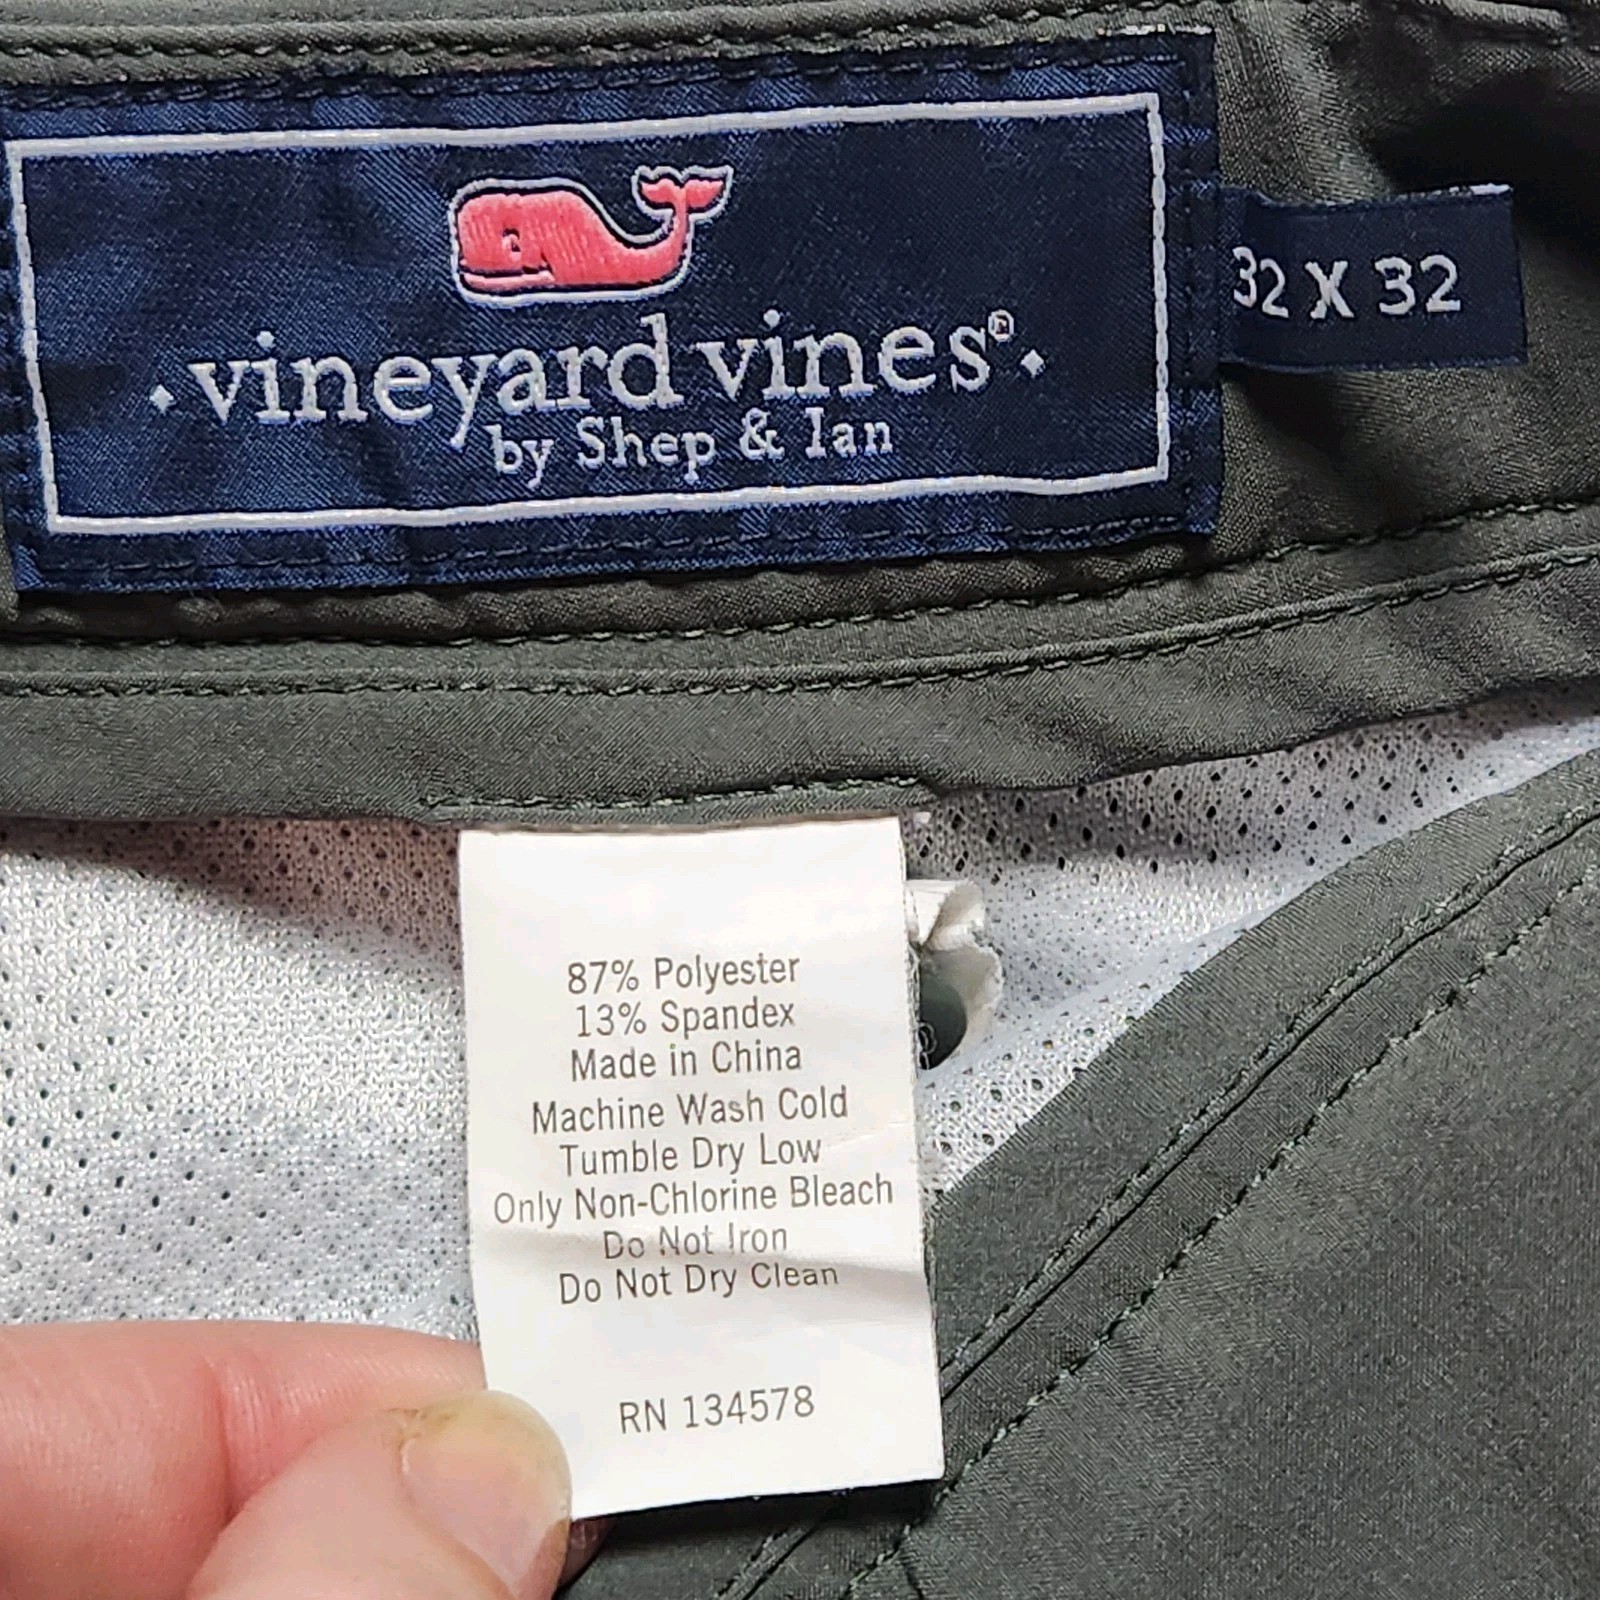 vineyard vines®
by Shep & Ian
32 X 32
87% Polyester
13% Spandex
Made in China
Machine Wash Cold
Tumble Dry Low
Only Non-Chlorine Bleach
Do Not Iron
Do Not Dry Clean
RN 134578